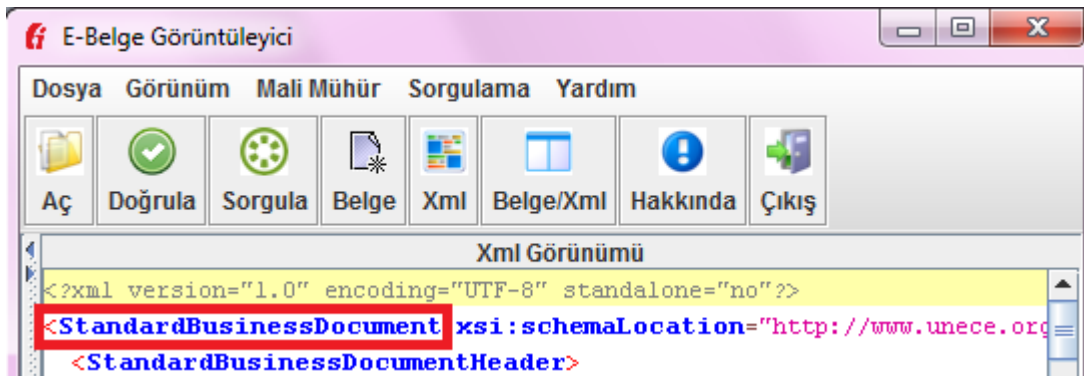 E-Belge Görüntüleyici
Dosya Görünüm Mali Mühür Sorgulama Yardım
Aç Doğrula Sorgula Belge Xml Belge/Xml Hakkında Çıkış
Xml Görünümü
<?xml version="1.0" encoding="UTF-8" standalone="no"?>
<StandardBusinessDocument xsi:schemaLocation="http://www.unece.org
<StandardBusinessDocumentHeader>